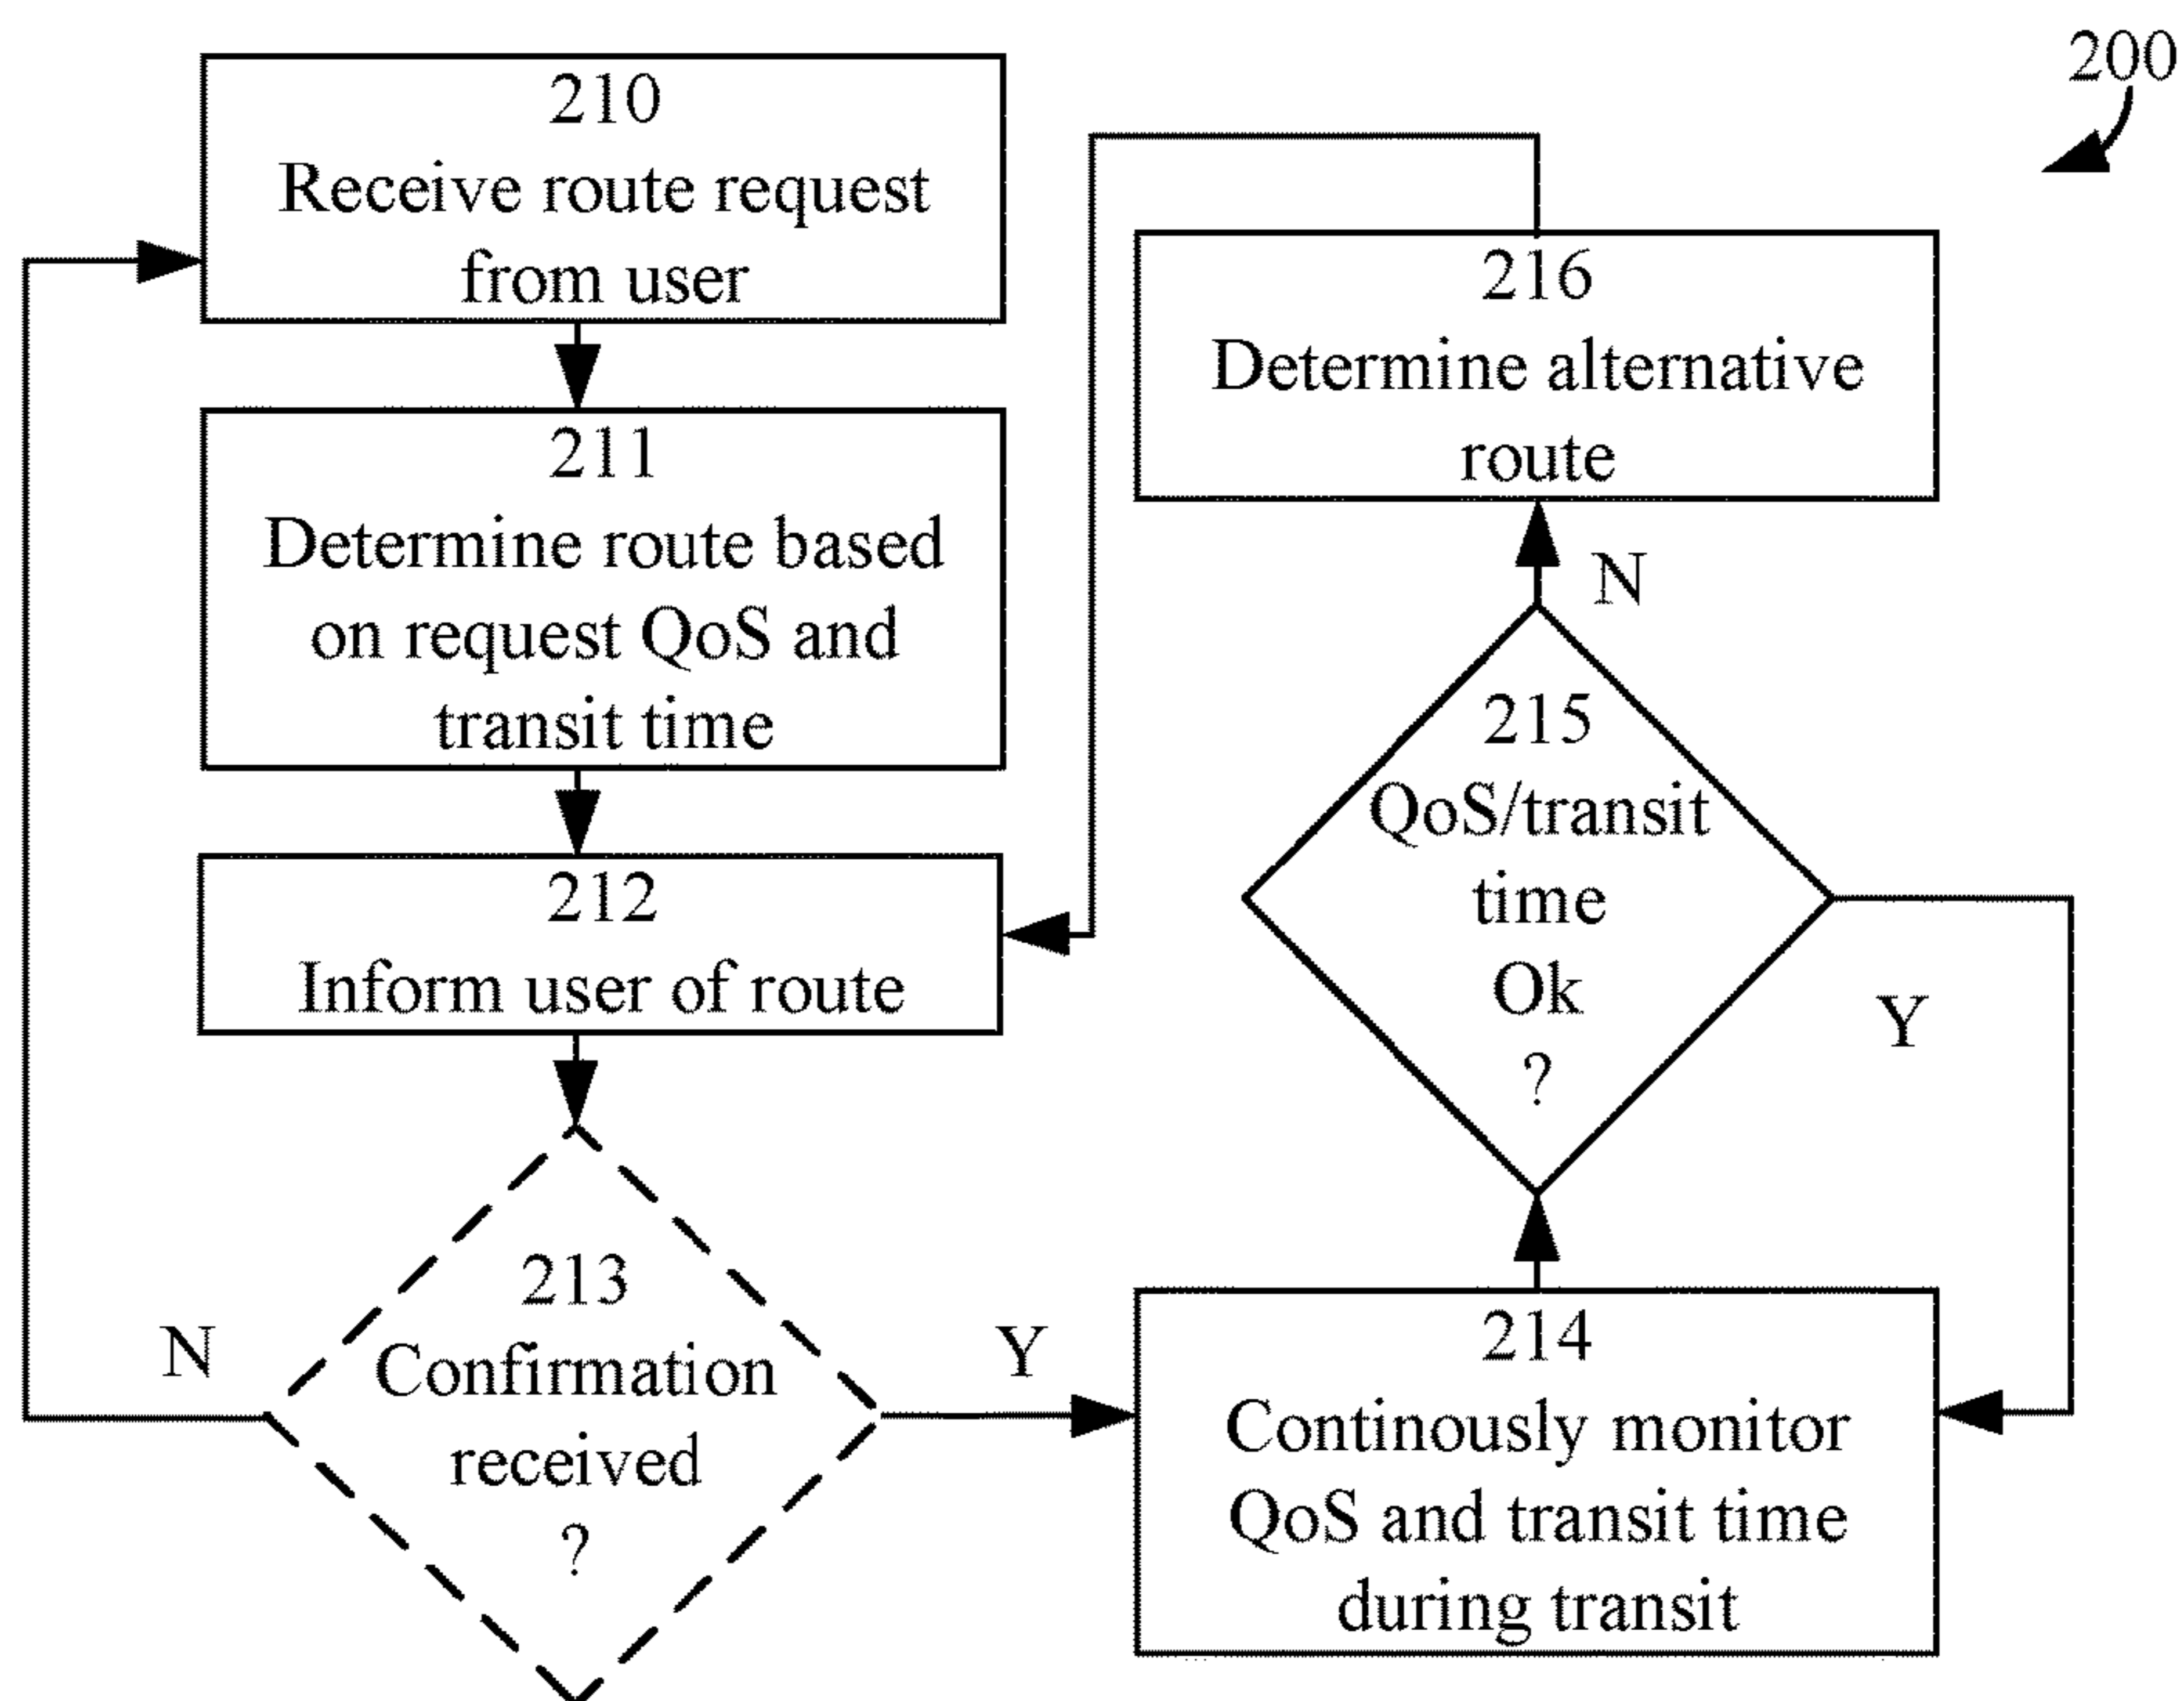 200
210
Receive route request
from user
211
Determine route based
on request QoS and
transit time
212
Inform user of route
213
Confirmation
received
?
N
Y
214
Continously monitor
QoS and transit time
during transit
215
QoS/transit
time
Ok
?
Y
N
216
Determine alternative
route